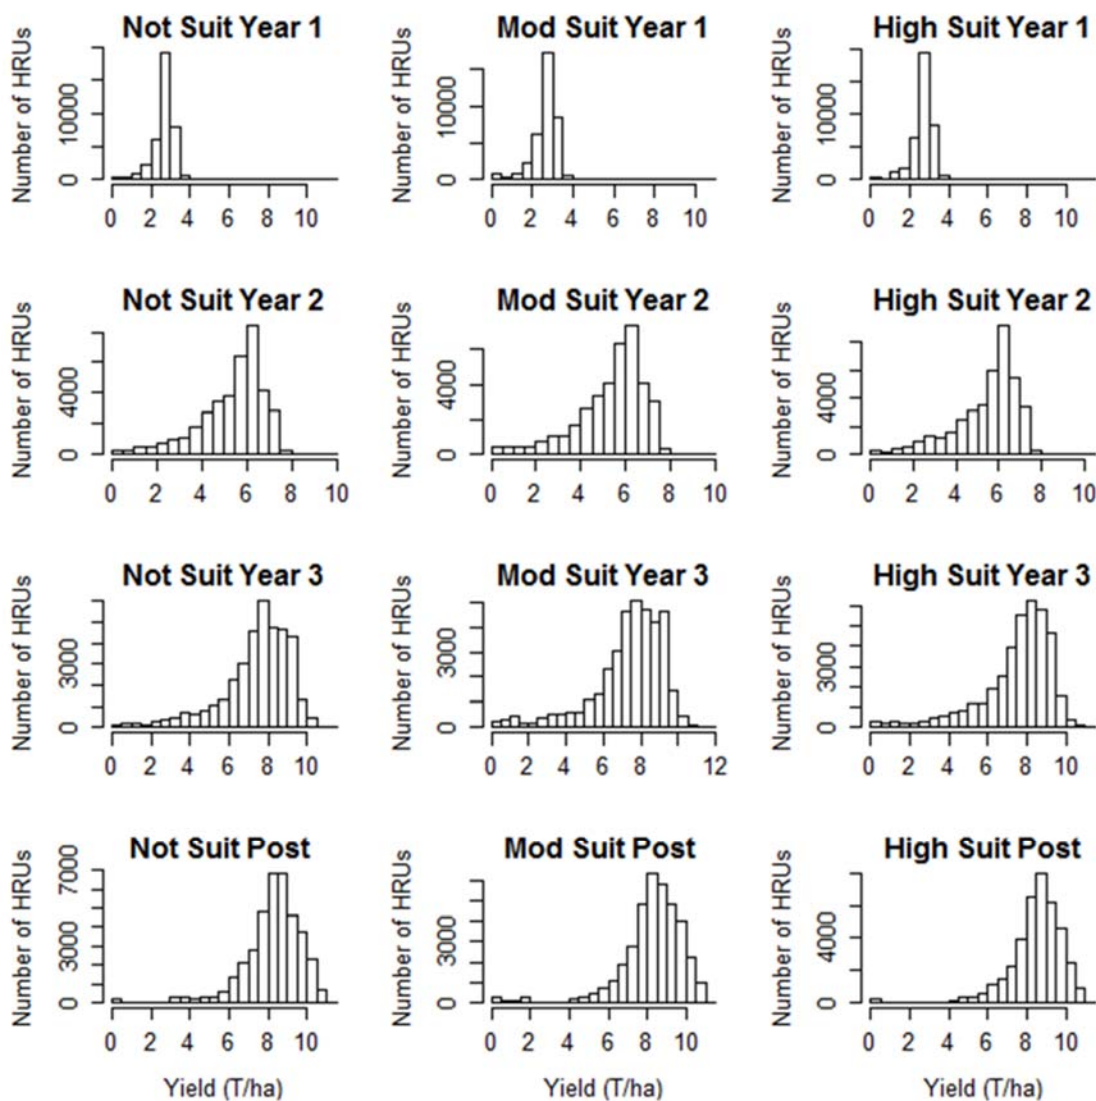 Not Suit Year 1
Mod Suit Year 1
High Suit Year 1
Number of HRUs
0 10000
0 2 4 6 8 10
Number of HRUs
0 10000
0 2 4 6 8 10
Number of HRUs
0 10000
0 2 4 6 8 10
Not Suit Year 2
Mod Suit Year 2
High Suit Year 2
Number of HRUs
0 4000
0 2 4 6 8 10
Number of HRUs
0 4000
0 2 4 6 8 10
Number of HRUs
0 4000
0 2 4 6 8 10
Not Suit Year 3
Mod Suit Year 3
High Suit Year 3
Number of HRUs
0 3000
0 2 4 6 8 10
Number of HRUs
0 3000
0 2 4 6 8 12
Number of HRUs
0 3000
0 2 4 6 8 10
Not Suit Post
Mod Suit Post
High Suit Post
Number of HRUs
0 3000 7000
0 2 4 6 8 10
Yield (T/ha)
Number of HRUs
0 3000
0 2 4 6 8 10
Yield (T/ha)
Number of HRUs
0 4000
0 2 4 6 8 10
Yield (T/ha)